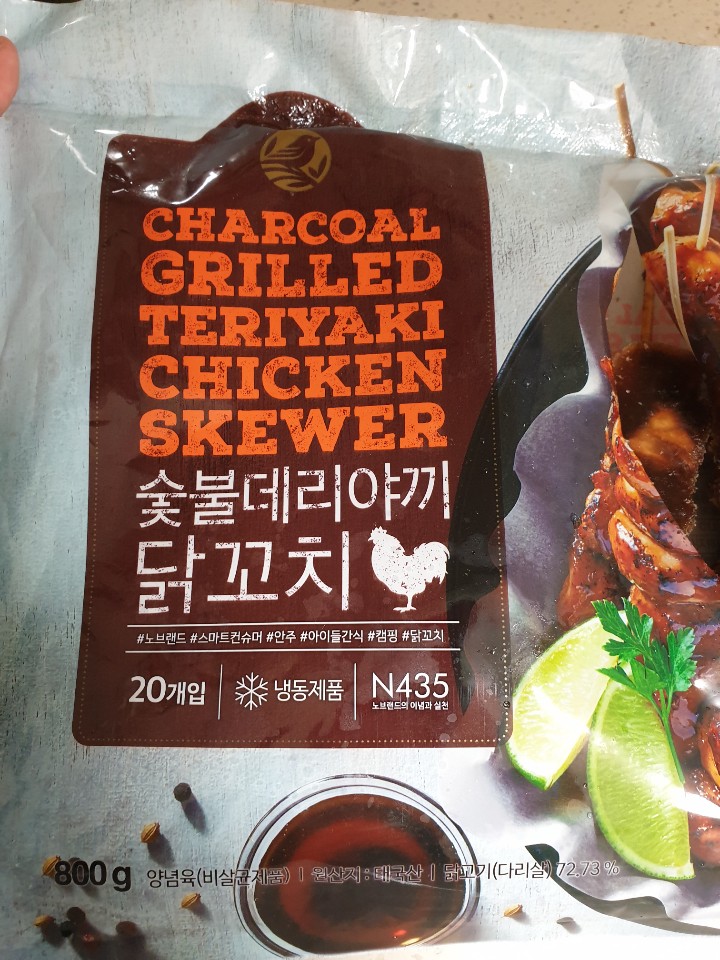 CHARCOAL
GRILLED
TERIYAKI
CHICKEN
SKEWER
숯불데리야끼
닭꼬치
#노브랜드 #스마트컨슈머 #안주 #아이들간식 #캠핑 #닭꼬치
20개입 냉동제품 N435
노브랜드의 이념과 실천
800g 양념육(비살균제품) | 원산지 : 태국산 | 닭고기(다리살) 72.73 %